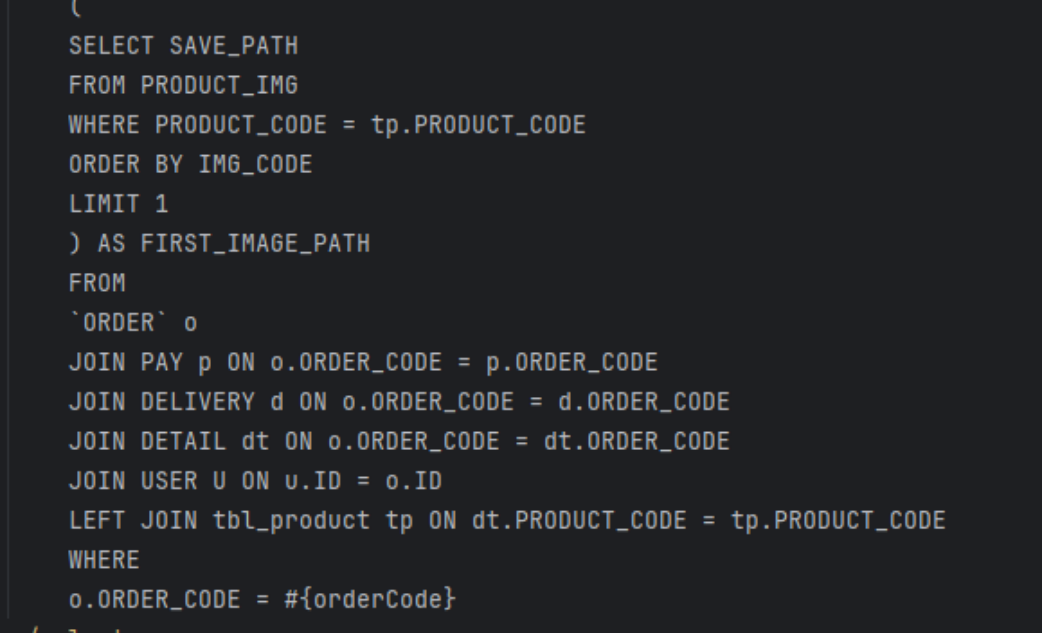 (
SELECT SAVE_PATH
FROM PRODUCT_IMG
WHERE PRODUCT_CODE = tp.PRODUCT_CODE
ORDER BY IMG_CODE
LIMIT 1
) AS FIRST_IMAGE_PATH
FROM
`ORDER` o
JOIN PAY p ON o.ORDER_CODE = p.ORDER_CODE
JOIN DELIVERY d ON o.ORDER_CODE = d.ORDER_CODE
JOIN DETAIL dt ON o.ORDER_CODE = dt.ORDER_CODE
JOIN USER U ON u.ID = o.ID
LEFT JOIN tbl_product tp ON dt.PRODUCT_CODE = tp.PRODUCT_CODE
WHERE
o.ORDER_CODE = #{orderCode}